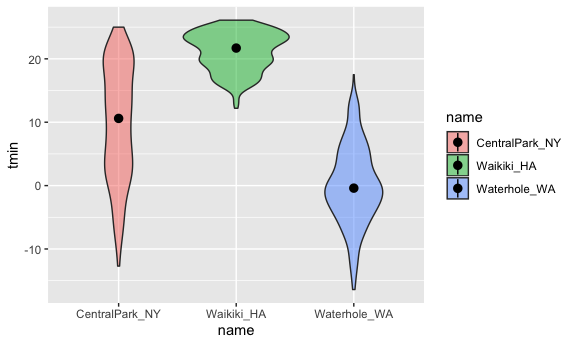 20
10
0
-10
tmin
CentralPark_NY
Waikiki_HA
Waterhole_WA
name
name
CentralPark_NY
Waikiki_HA
Waterhole_WA